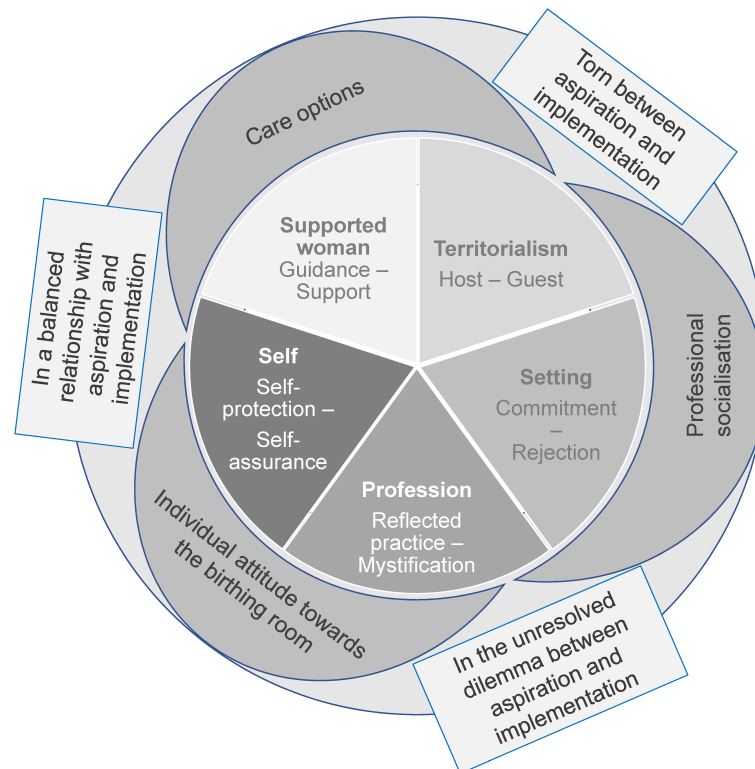 Care options
Torn between
aspiration and
implementation
In a balanced
relationship with
aspiration and
implementation
Supported
woman
Guidance –
Support
Territorialism
Host – Guest
Self
Self-
protection –
Self-
assurance
Setting
Commitment
–
Rejection
Profession
Reflected
practice –
Mystification
Professional
socialisation
Individual attitude towards
the birthing room
In the unresolved
dilemma between
aspiration and
implementation